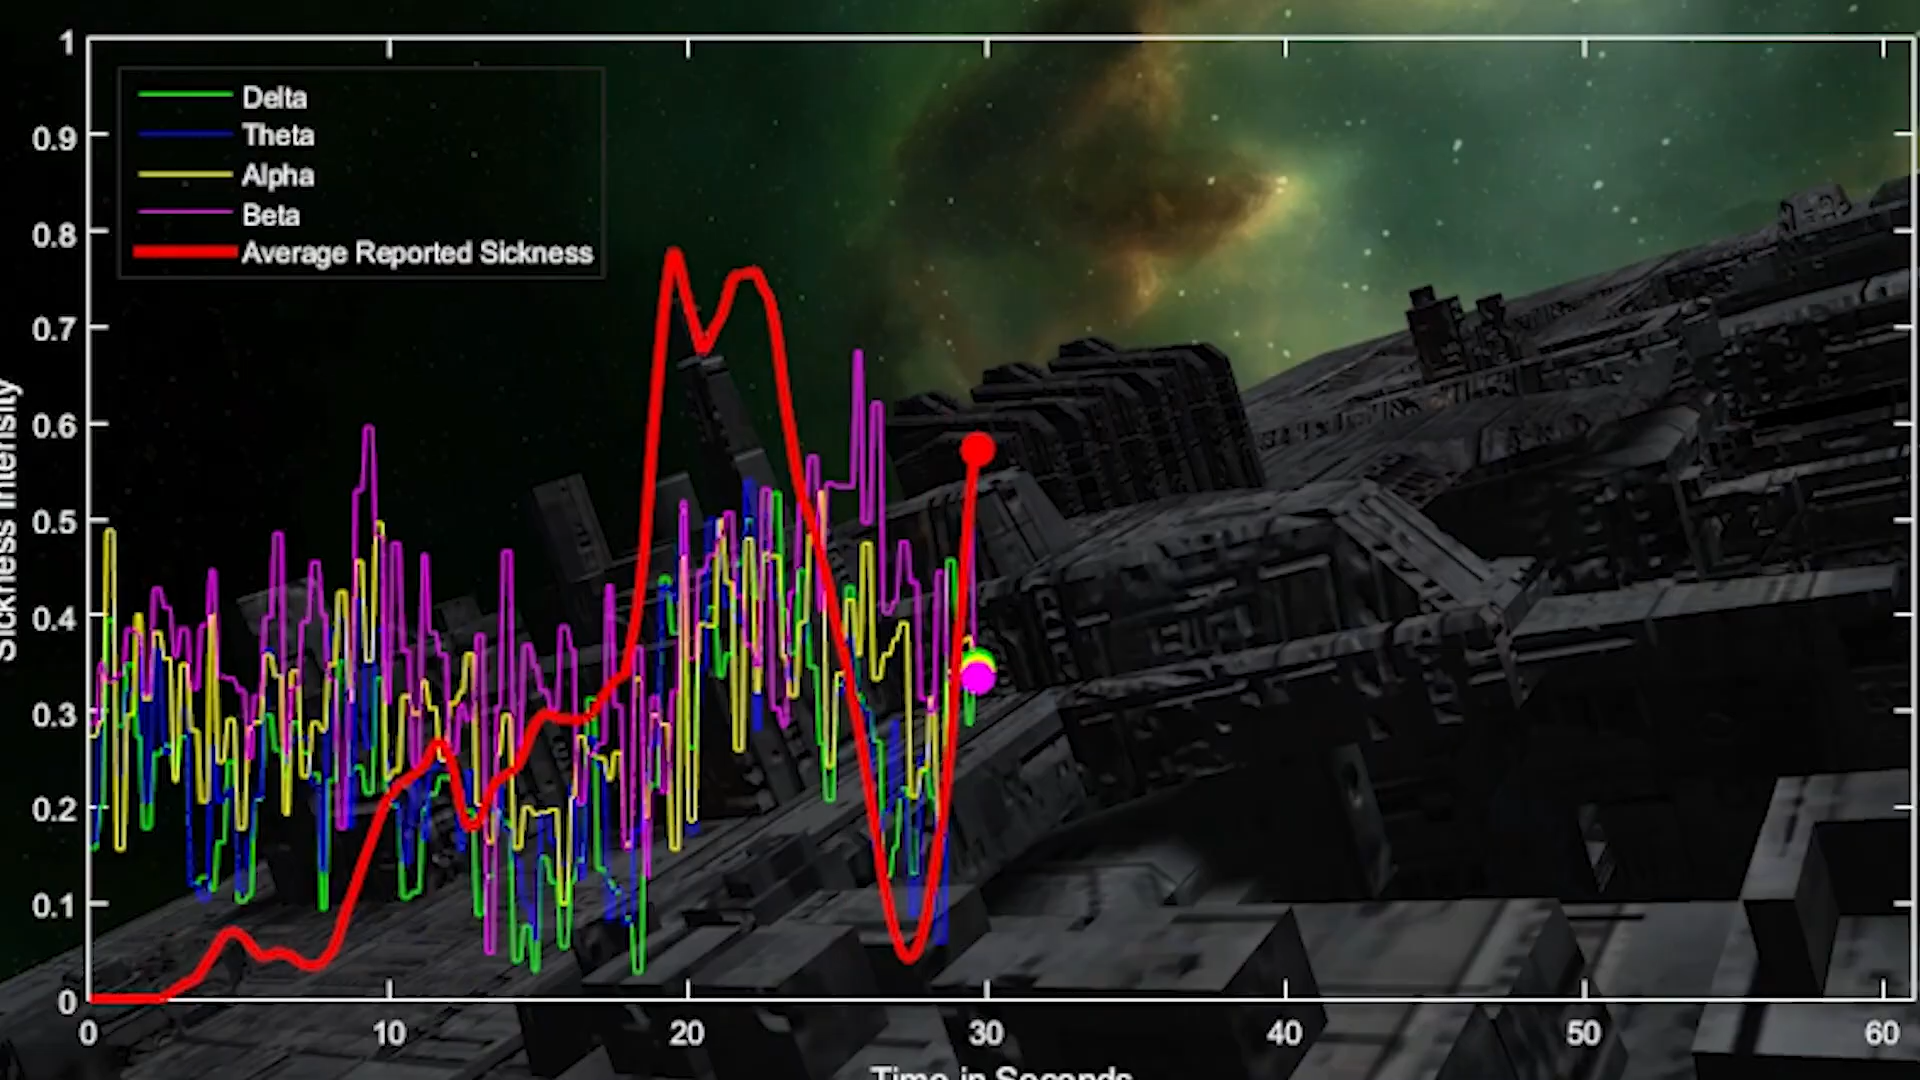 1
0.9
0.8
0.7
0.6
0.5
0.4
0.3
0.2
0.1
0
Delta
Theta
Alpha
Beta
Average Reported Sickness
Sickness Intensity
0 10 20 30 40 50 60
Time in Seconds